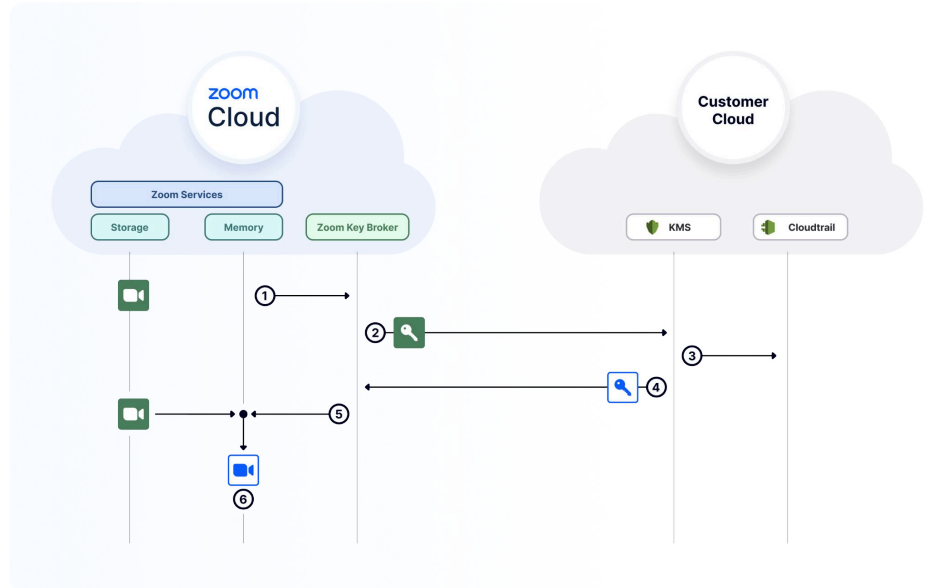 zoom
Cloud
Customer
Cloud
Zoom Services
Storage
Memory
Zoom Key Broker
KMS
Cloudtrail
1
2
3
4
5
6